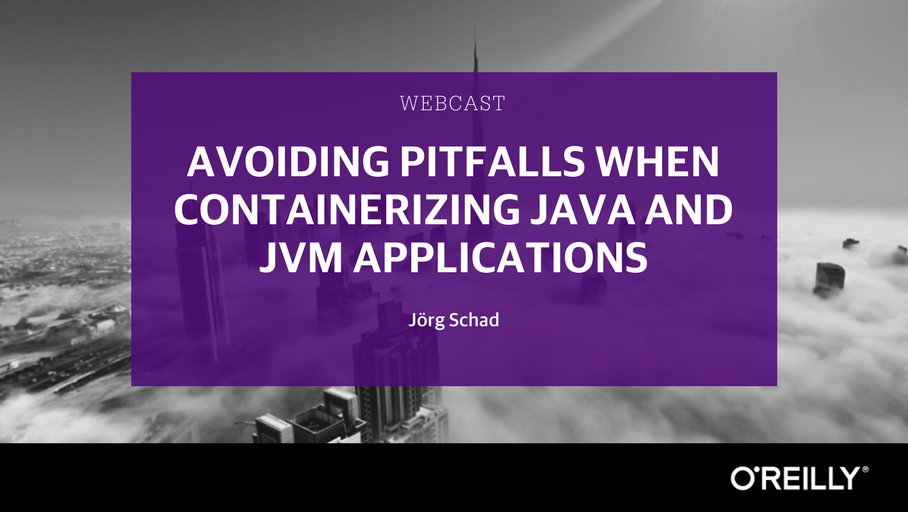 WEBCAST
AVOIDING PITFALLS WHEN
CONTAINERIZING JAVA AND
JVM APPLICATIONS
Jörg Schad
O'REILLY®